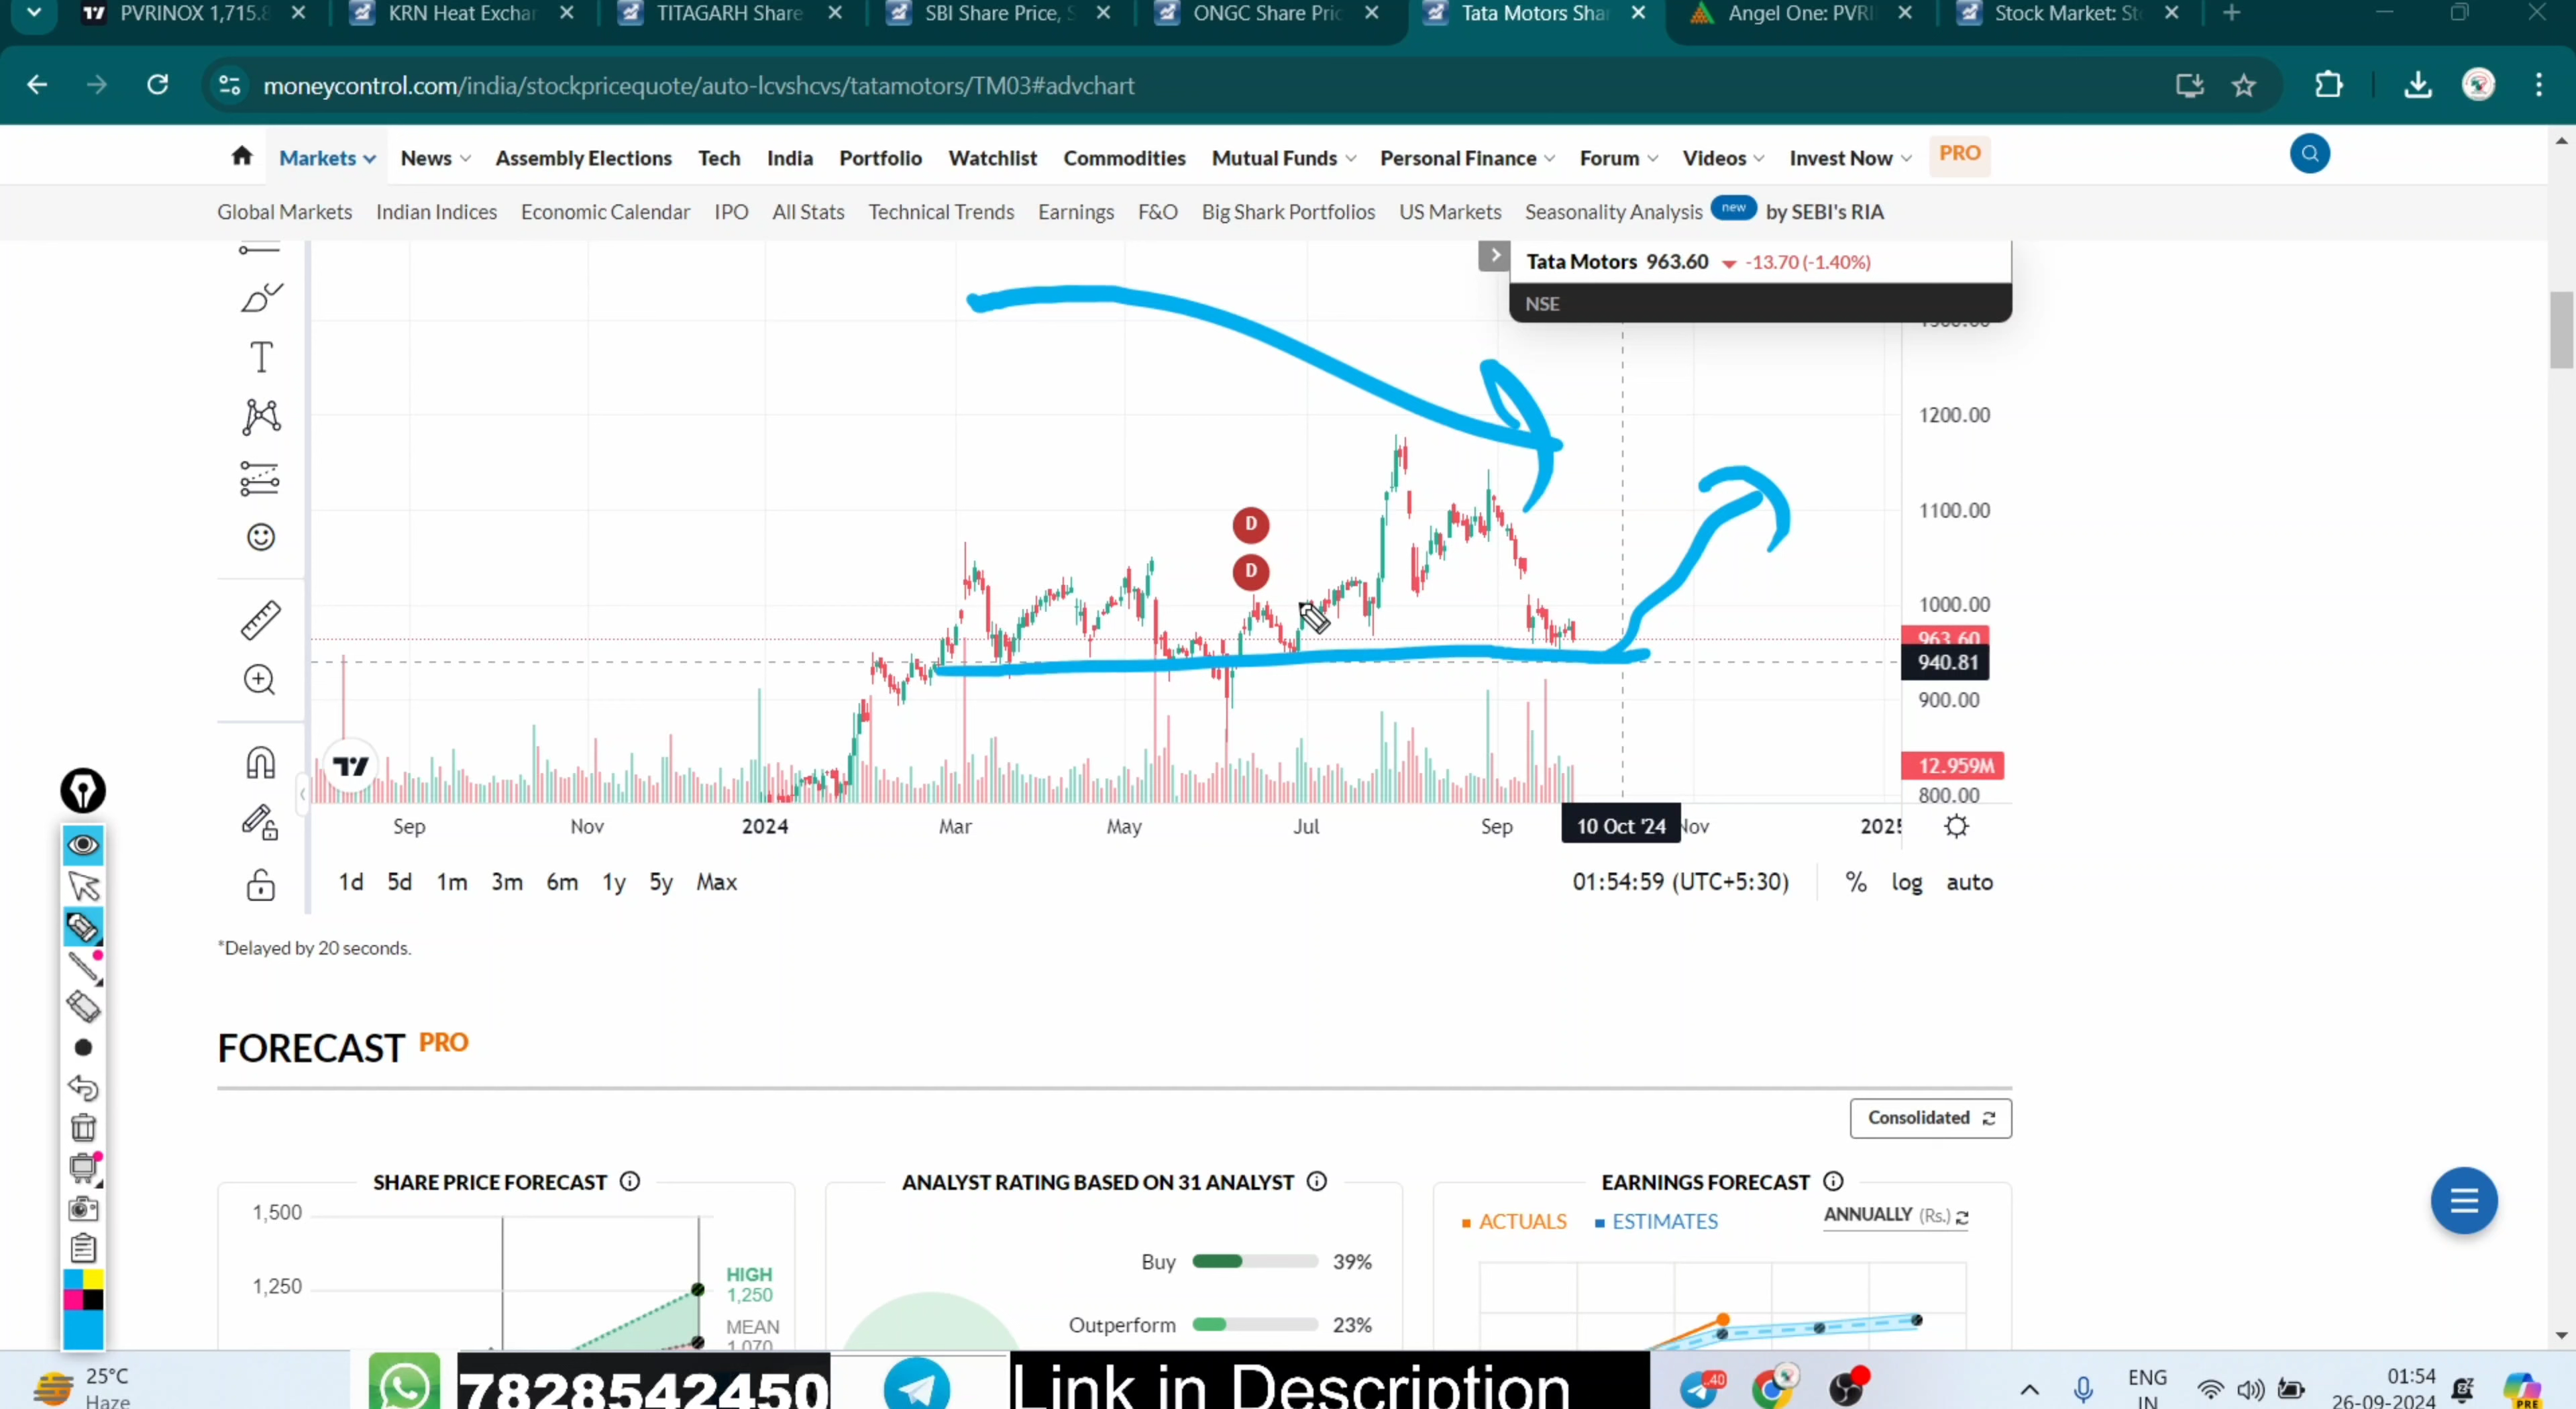 PVRINOX 1,715.8
KRN Heat Exchar
TITAGARH Share
SBI Share Price, S
ONGC Share Pric
Tata Motors Shar
Angel One: PVRI
Stock Market: St
moneycontrol.com/india/stockpricequote/auto-lcvshcvs/tatamotors/TM03#advchart
Markets News Assembly Elections Tech India Portfolio Watchlist Commodities Mutual Funds Personal Finance Forum Videos Invest Now PRO
Global Markets Indian Indices Economic Calendar IPO All Stats Technical Trends Earnings F&O Big Shark Portfolios US Markets Seasonality Analysis new by SEBI's RIA
Tata Motors 963.60 -13.70 (-1.40%)
NSE
1200.00
D
1100.00
D
1000.00
963.60
940.81
900.00
12.959M
800.00
Sep Nov 2024 Mar May Jul Sep 10 Oct '24 Nov 2025
1d 5d 1m 3m 6m 1y 5y Max
01:54:59 (UTC+5:30) % log auto
*Delayed by 20 seconds.
FORECAST PRO
Consolidated
SHARE PRICE FORECAST
1,500
1,250
HIGH
1,250
MEAN
1,070
ANALYST RATING BASED ON 31 ANALYST
Buy 39%
Outperform 23%
EARNINGS FORECAST
ACTUALS ESTIMATES ANNUALLY (Rs.)
25°C
Haze
7828542450
Link in Description
40
ENG
IN
01:54
26-09-2024
PRE